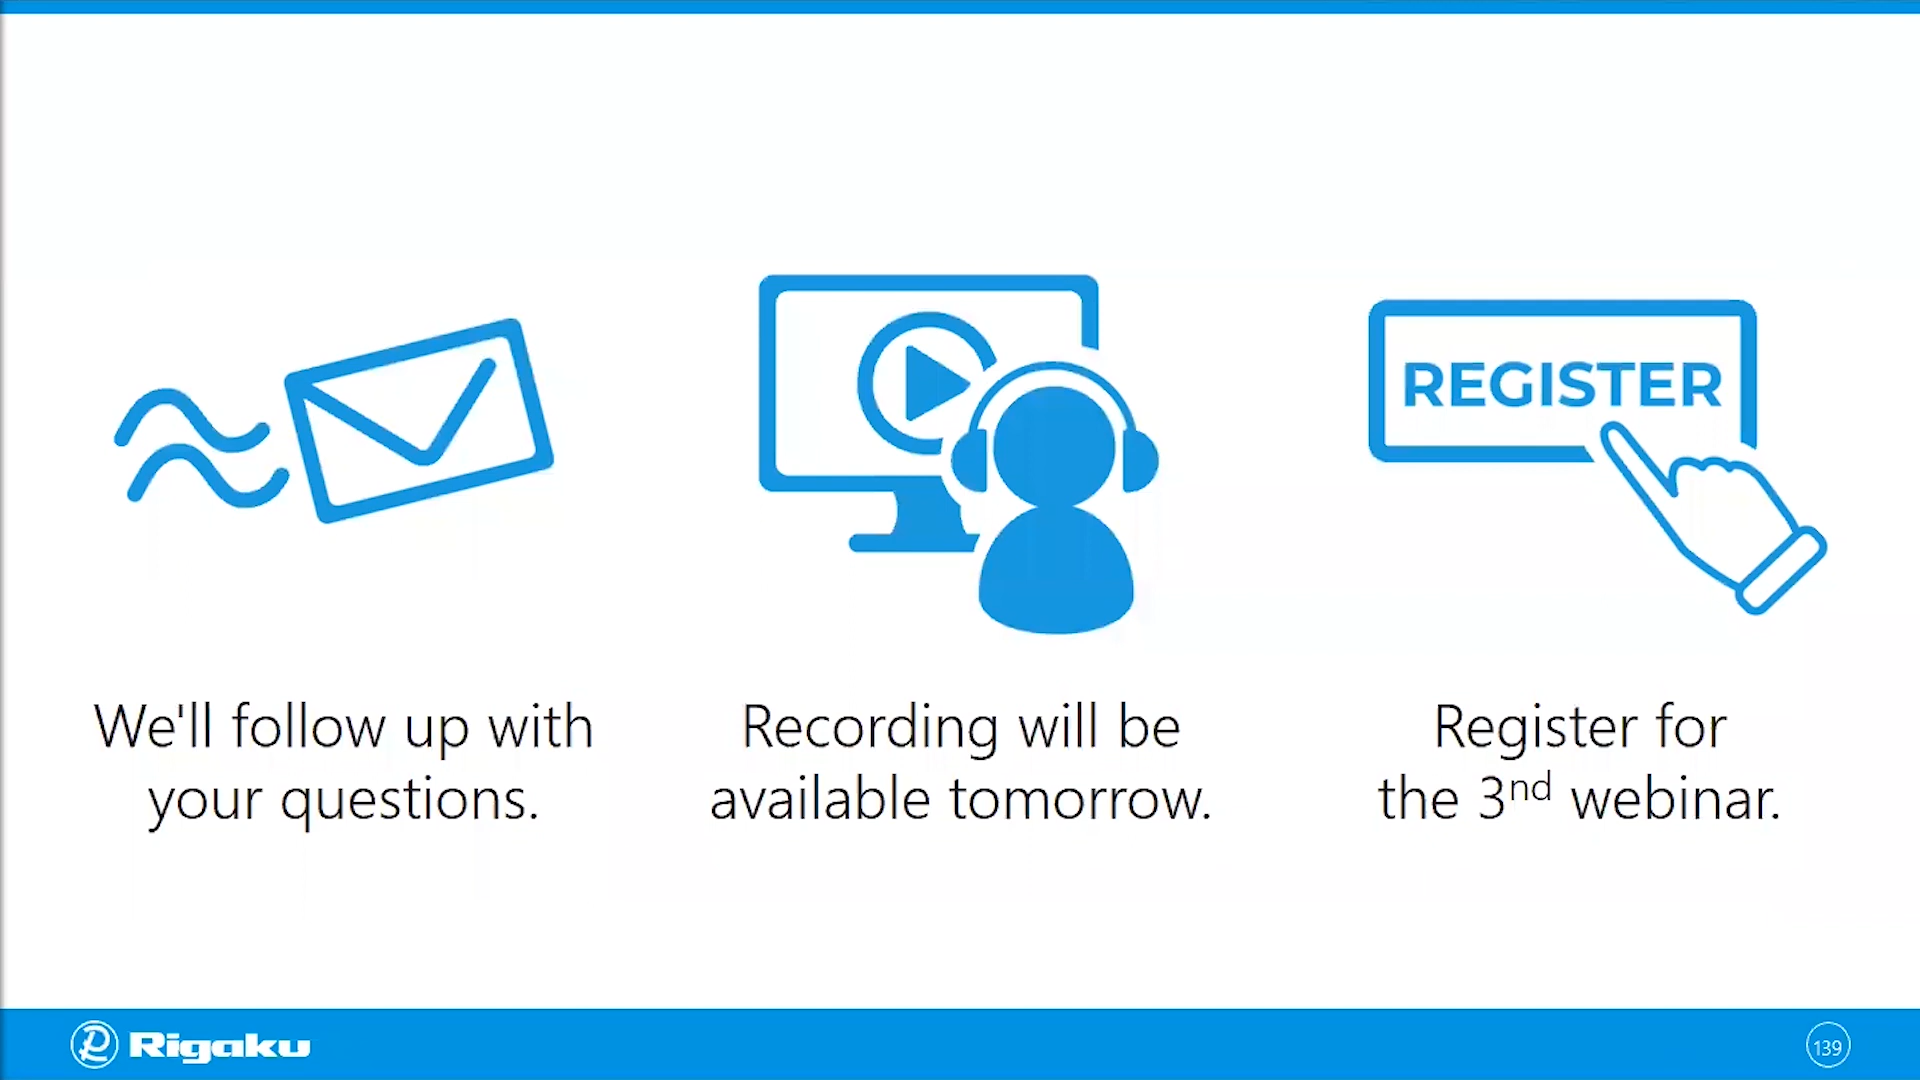 REGISTER
We'll follow up with
your questions.
Recording will be
available tomorrow.
Register for
the 3nd webinar.
Rigaku
139